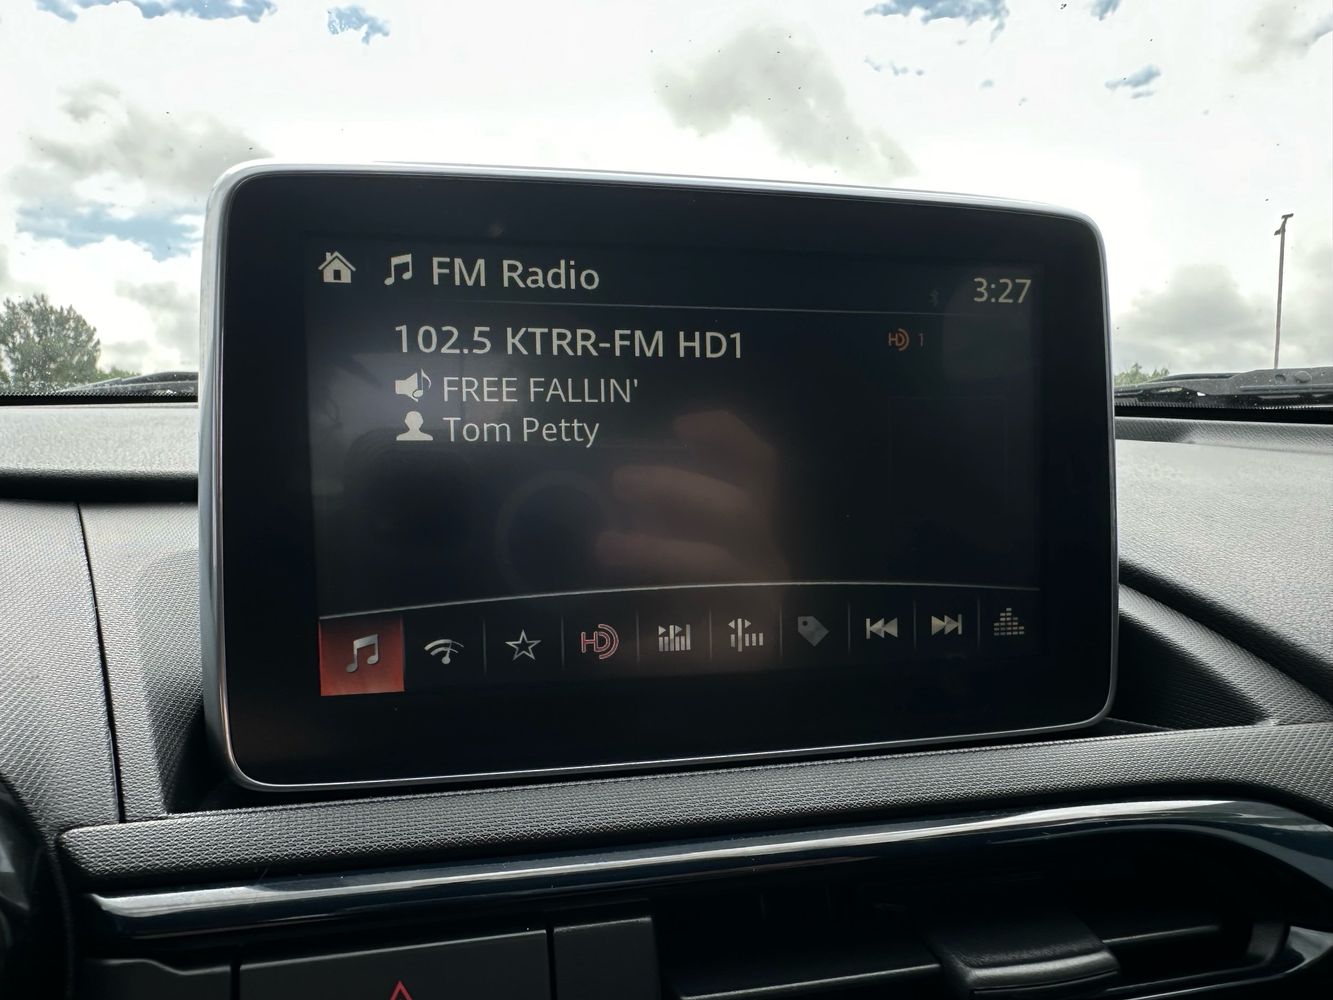 FM Radio
3:27
102.5 KTRR-FM HD1
HD 1
FREE FALLIN'
Tom Petty
HD